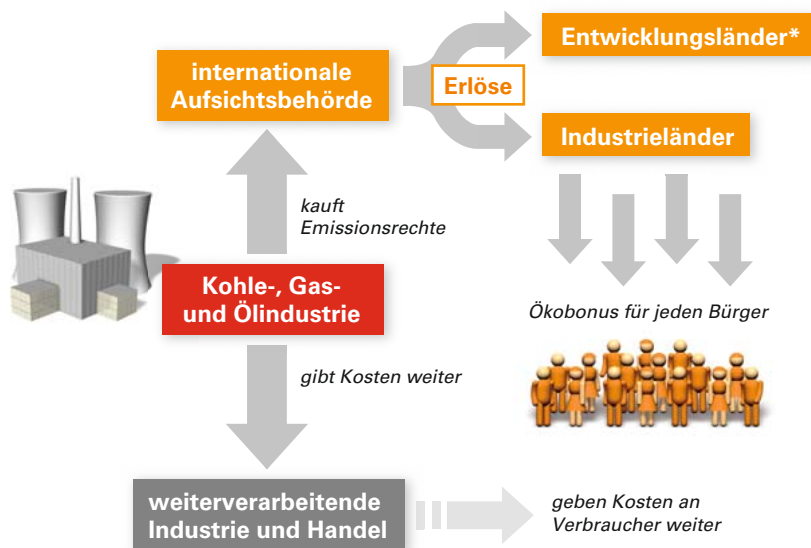 Entwicklungsländer*
internationale
Aufsichtsbehörde
Erlöse
Industrieländer
kauft
Emissionsrechte
Kohle-, Gas-
und Ölindustrie
Ökobonus für jeden Bürger
gibt Kosten weiter
weiterverarbeitende
Industrie und Handel
geben Kosten an
Verbraucher weiter